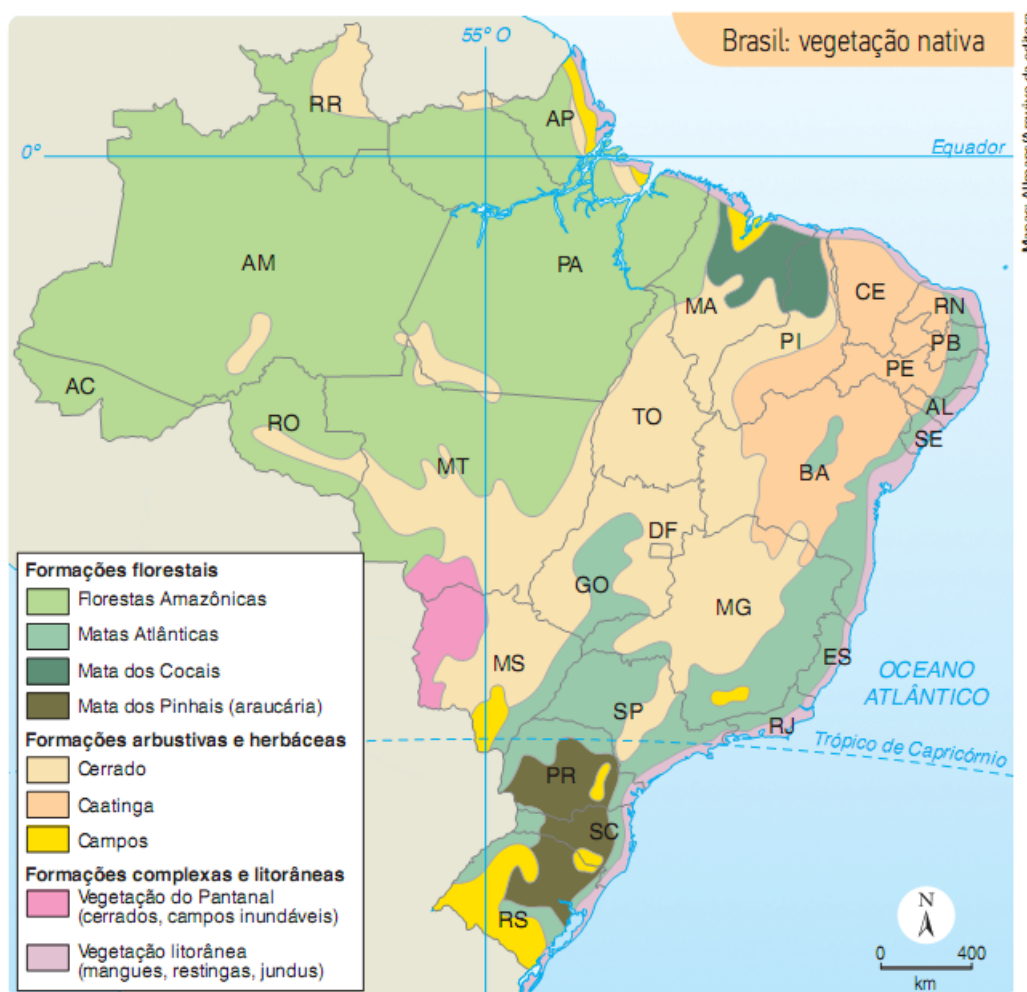 Brasil: vegetação nativa
55º O
0º
Equador
RR
AP
AM
PA
MA
CE
RN
PB
PI
PE
AC
AL
SE
TO
RO
BA
MT
DF
GO
MG
MS
ES
SP
RJ
PR
SC
RS
OCEANO
ATLÂNTICO
Trópico de Capricórnio
Formações florestais
Florestas Amazônicas
Matas Atlânticas
Mata dos Cocais
Mata dos Pinhais (araucária)
Formações arbustivas e herbáceas
Cerrado
Caatinga
Campos
Formações complexas e litorâneas
Vegetação do Pantanal
(cerrados, campos inundáveis)
Vegetação litorânea
(mangues, restingas, jundus)
N
0 400
km